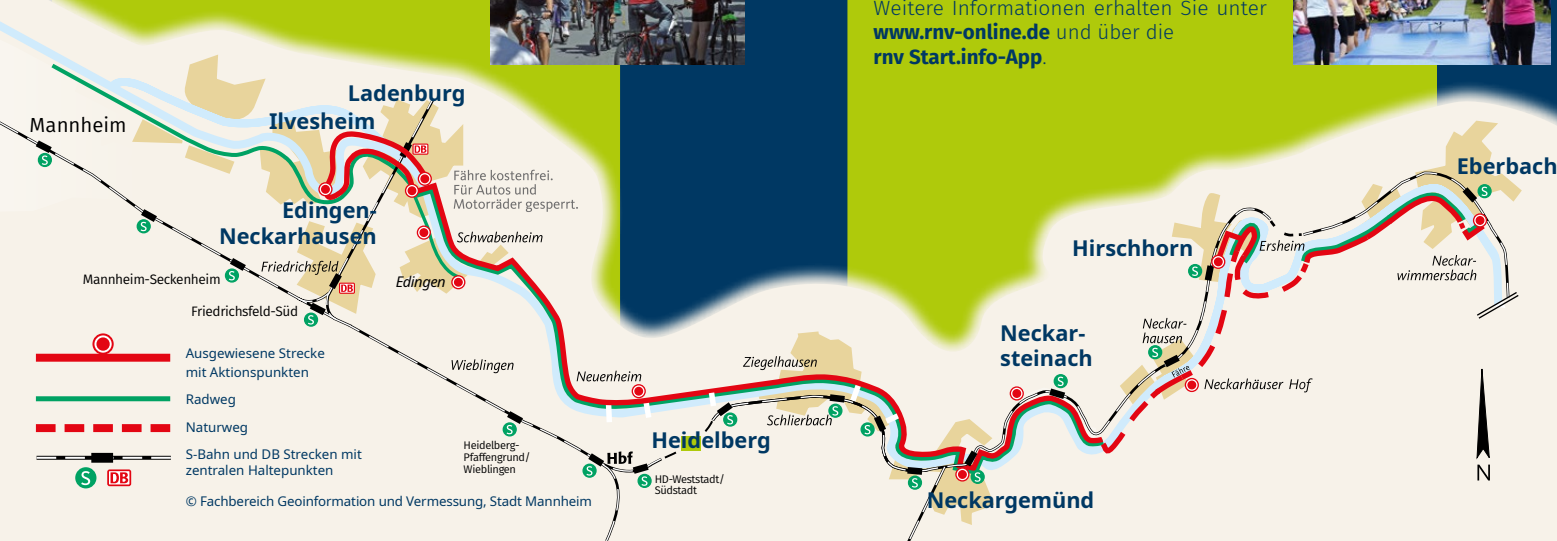 Weitere Informationen erhalten Sie unter
www.rnv-online.de und über die
rnv Start.info-App.
Ladenburg
Ilvesheim
Mannheim
S
DB
Fähre kostenfrei.
Für Autos und
Motorräder gesperrt.
Edingen-
Neckarhausen
S
Schwabenheim
Friedrichsfeld
Mannheim-Seckenheim
S
Edingen
DB
Friedrichsfeld-Süd
S
Eberbach
S
Hirschhorn
Ersheim
S
Neckar-
wimmersbach
Neckar-
steinach
Neckar-
hausen
S
Fähre
Neckarhäuser Hof
S
Ausgewiesene Strecke
mit Aktionspunkten
Radweg
Naturweg
S-Bahn und DB Strecken mit
zentralen Haltepunkten
S
DB
© Fachbereich Geoinformation und Vermessung, Stadt Mannheim
Wieblingen
Neuenheim
Ziegelhausen
S
Schlierbach
S
S
S
Heidelberg
Heidelberg-
Pfaffengrund/
Wieblingen
Hbf
S
S
HD-Weststadt/
Südstadt
S
S
Neckargemünd
N